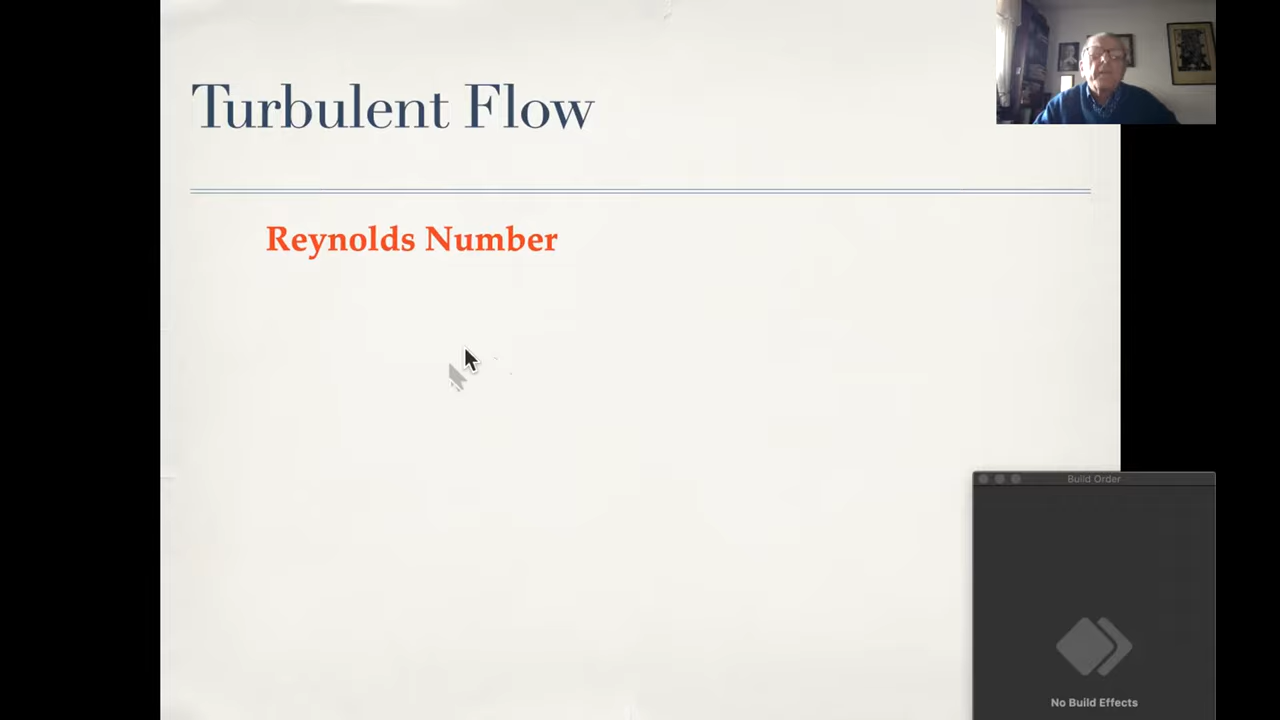 Turbulent Flow
Reynolds Number
Build Order
No Build Effects